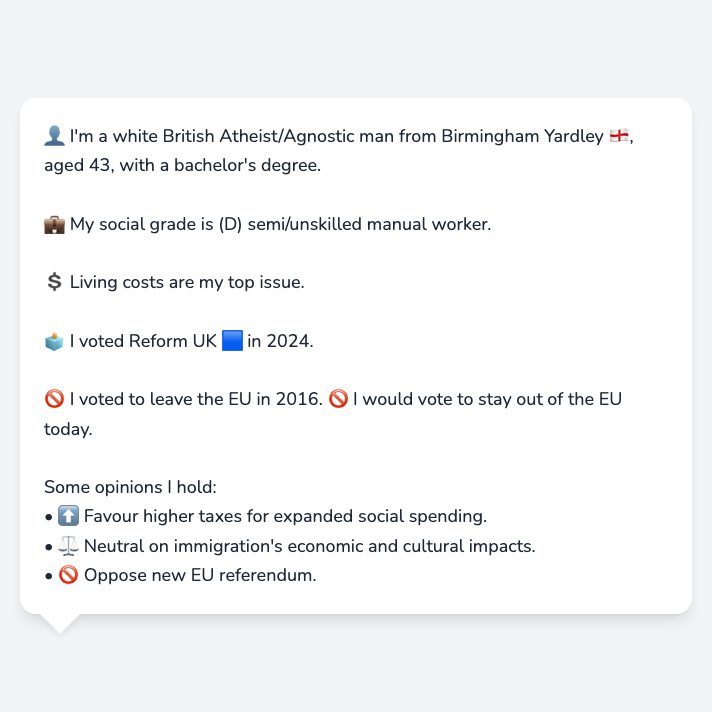 👤 I'm a white British Atheist/Agnostic man from Birmingham Yardley 🏴󠁧󠁢󠁥󠁮󠁧󠁿,
aged 43, with a bachelor's degree.
💼 My social grade is (D) semi/unskilled manual worker.
💲 Living costs are my top issue.
🗳️ I voted Reform UK 🟦 in 2024.
🚫 I voted to leave the EU in 2016. 🚫 I would vote to stay out of the EU
today.
Some opinions I hold:
• ⬆️ Favour higher taxes for expanded social spending.
• ⚖️ Neutral on immigration's economic and cultural impacts.
• 🚫 Oppose new EU referendum.